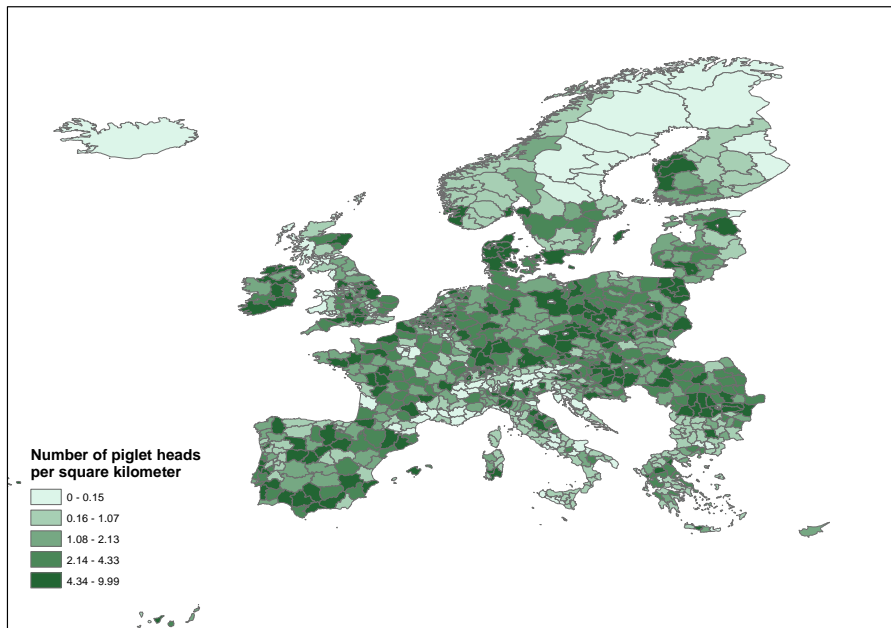 Number of piglet heads
per square kilometer
0 - 0.15
0.16 - 1.07
1.08 - 2.13
2.14 - 4.33
4.34 - 9.99